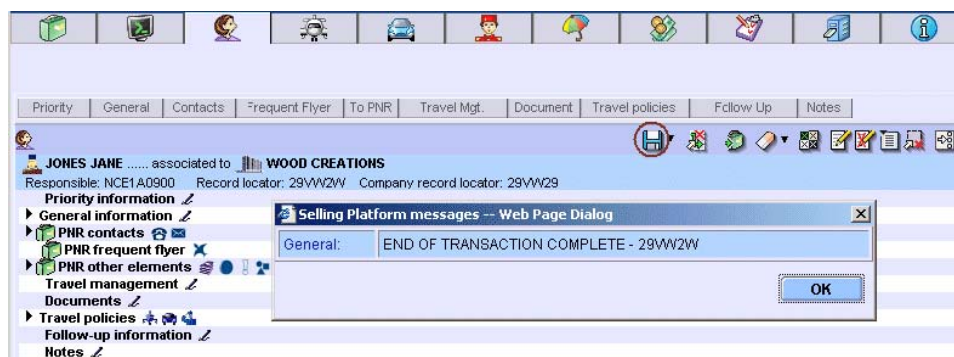 Priority General Contacts Frequent Flyer To PNR Travel Mgt. Document Travel policies Follow Up Notes
JONES JANE ...... associated to WOOD CREATIONS
Responsible: NCE1A0900 Record locator: 29VW2W Company record locator: 29VW29
Priority information
General information
PNR contacts
PNR frequent flyer
PNR other elements
Travel management
Documents
Travel policies
Follow-up information
Notes
Selling Platform messages -- Web Page Dialog
General: END OF TRANSACTION COMPLETE - 29VW2W
OK